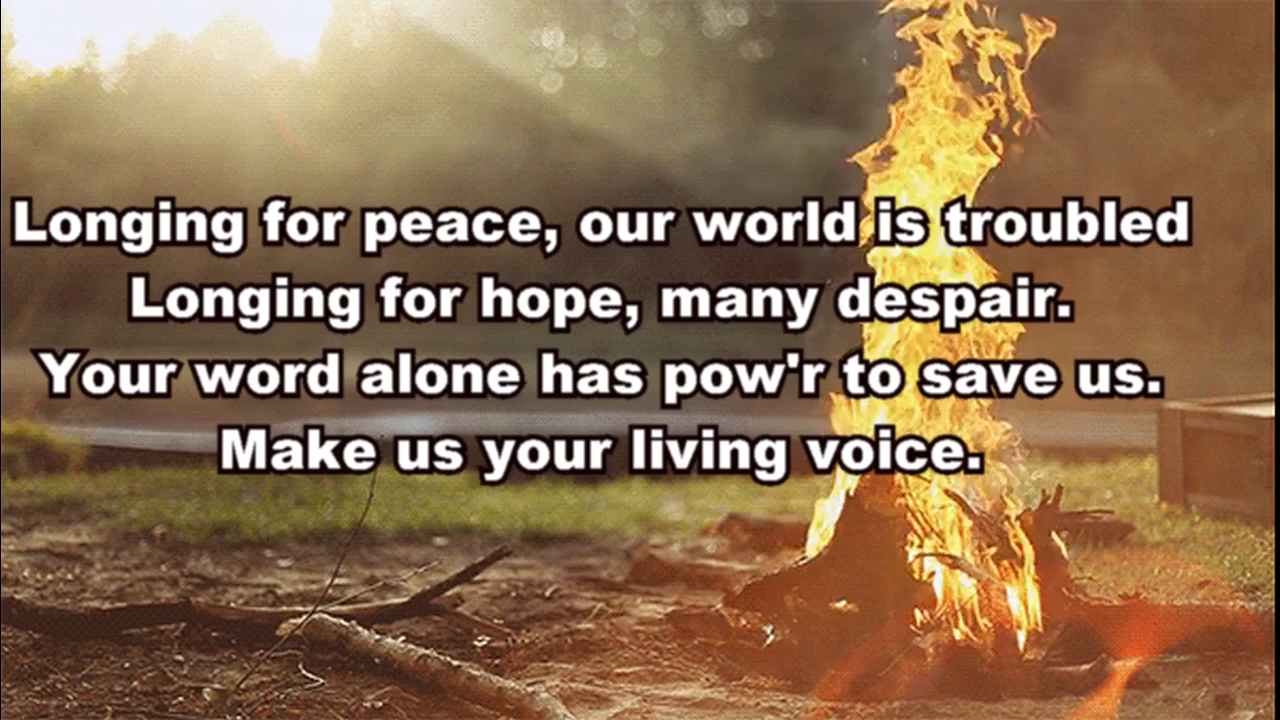 Longing for peace, our world is troubled
Longing for hope, many despair.
Your word alone has pow'r to save us.
Make us your living voice.